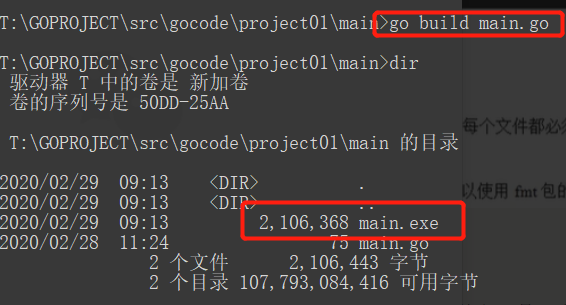 T:\GOPROJECT\src\gocode\project01\main>go build main.go
T:\GOPROJECT\src\gocode\project01\main>dir
驱动器 T 中的卷是 新加卷
卷的序列号是 50DD-25AA
每个文件都必
T:\GOPROJECT\src\gocode\project01\main 的目录
以使用 fmt 包的
2020/02/29 09:13 <DIR> .
2020/02/29 09:13 <DIR> ..
2020/02/29 09:13 2,106,368 main.exe
2020/02/28 11:24 75 main.go
2 个文件 2,106,443 字节
2 个目录 107,793,084,416 可用字节